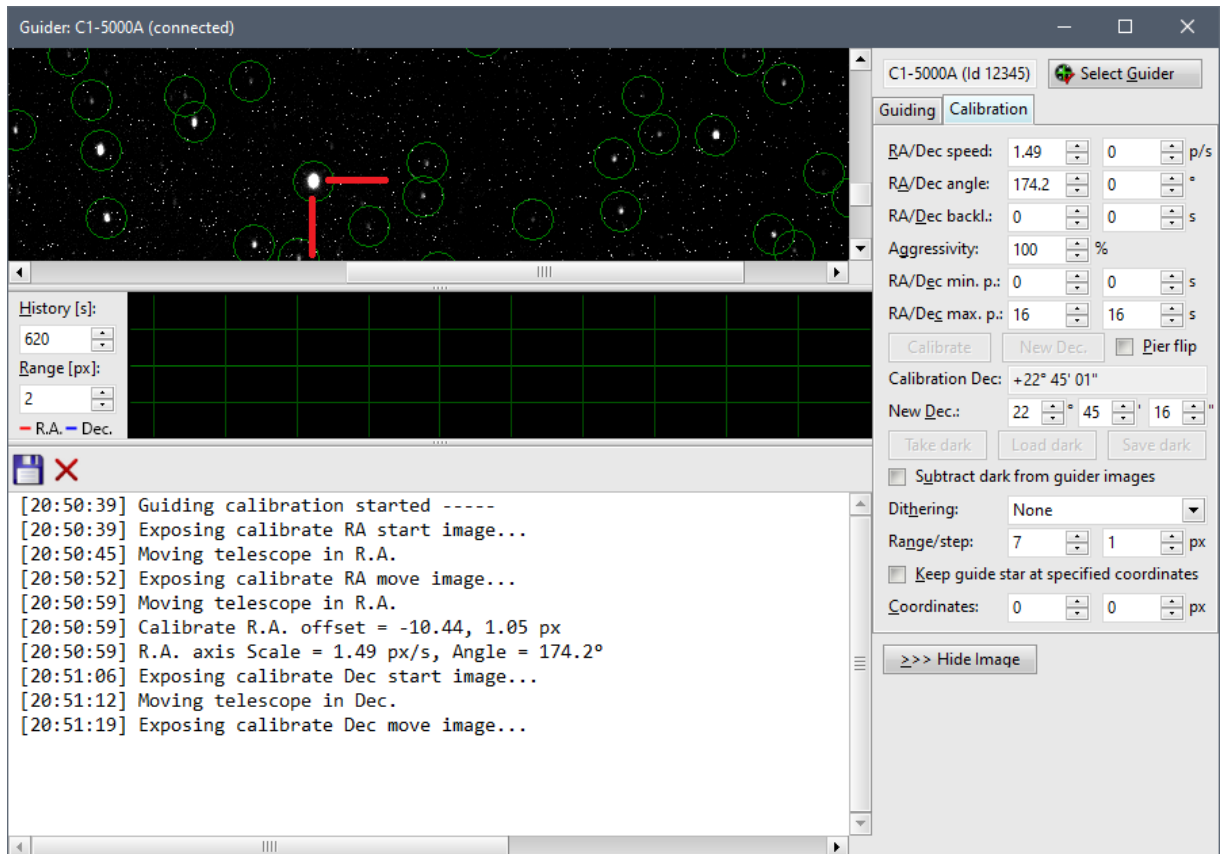 Guider: C1-5000A (connected)
C1-5000A (Id 12345) Select Guider
Guiding Calibration
RA/Dec speed: 1.49 0 p/s
RA/Dec angle: 174.2 0 °
RA/Dec backl.: 0 0 s
Aggressivity: 100 %
RA/Dec min. p.: 0 0 s
RA/Dec max. p.: 16 16 s
Calibrate New Dec. Pier flip
Calibration Dec: +22° 45' 01"
New Dec.: 22 ° 45 ' 16 "
Take dark Load dark Save dark
Subtract dark from guider images
Dithering: None
Range/step: 7 1 px
Keep guide star at specified coordinates
Coordinates: 0 0 px
>>> Hide Image
History [s]:
620
Range [px]:
2
R.A. Dec.
[20:50:39] Guiding calibration started -----
[20:50:39] Exposing calibrate RA start image...
[20:50:45] Moving telescope in R.A.
[20:50:52] Exposing calibrate RA move image...
[20:50:59] Moving telescope in R.A.
[20:50:59] Calibrate R.A. offset = -10.44, 1.05 px
[20:50:59] R.A. axis Scale = 1.49 px/s, Angle = 174.2°
[20:51:06] Exposing calibrate Dec start image...
[20:51:12] Moving telescope in Dec.
[20:51:19] Exposing calibrate Dec move image...